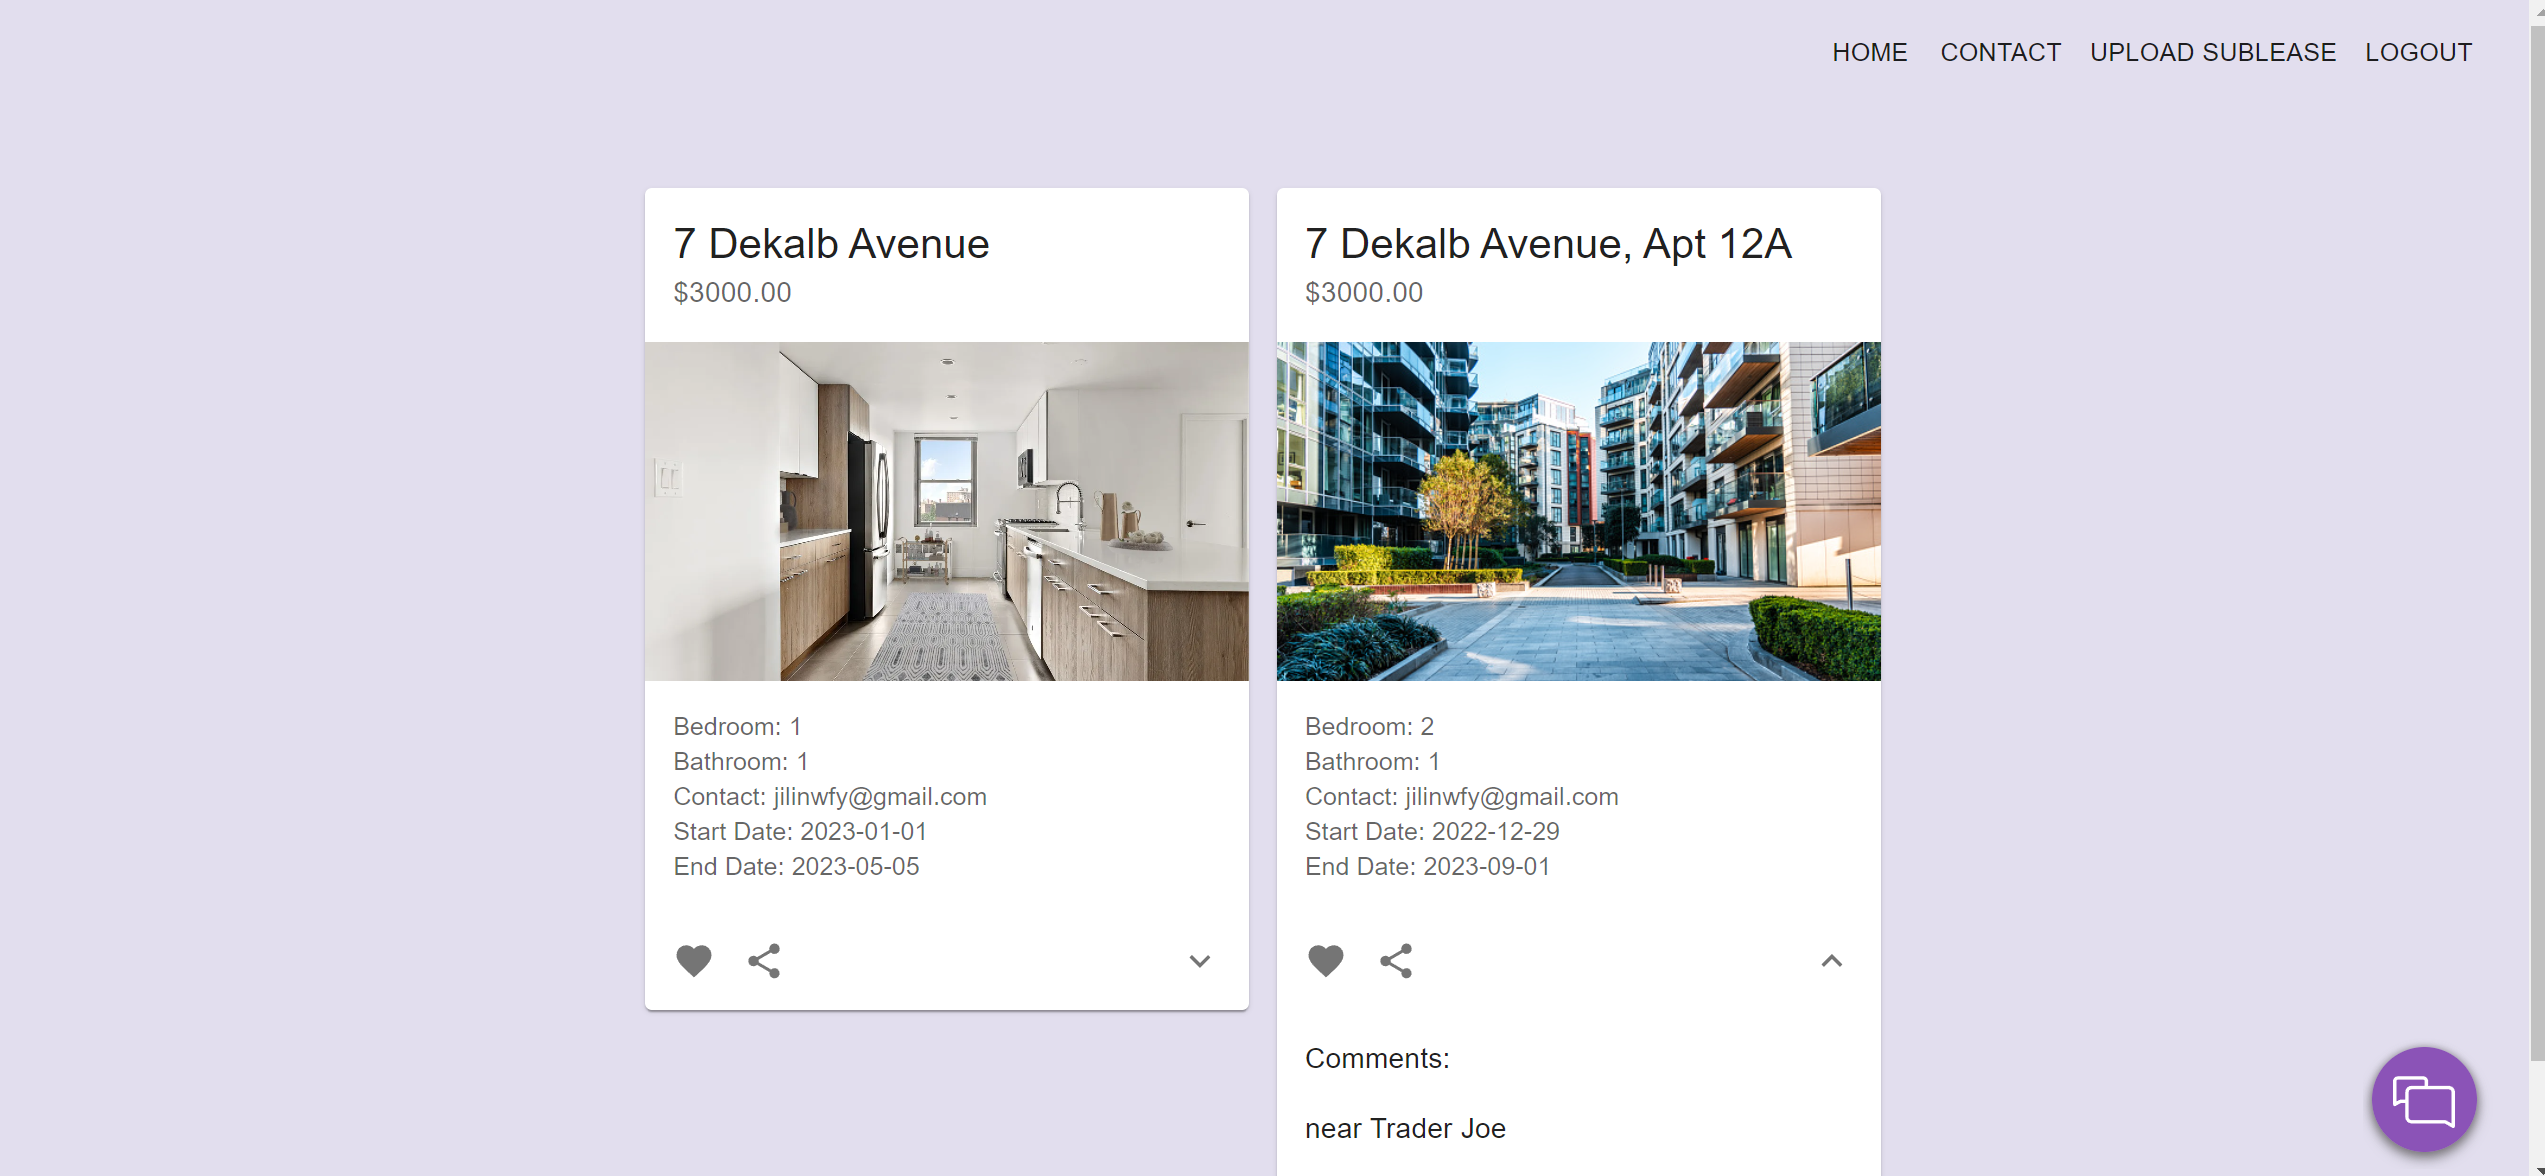 HOME CONTACT UPLOAD SUBLEASE LOGOUT
7 Dekalb Avenue
$3000.00
Bedroom: 1
Bathroom: 1
Contact: jilinwfy@gmail.com
Start Date: 2023-01-01
End Date: 2023-05-05
7 Dekalb Avenue, Apt 12A
$3000.00
Bedroom: 2
Bathroom: 1
Contact: jilinwfy@gmail.com
Start Date: 2022-12-29
End Date: 2023-09-01
Comments:
near Trader Joe